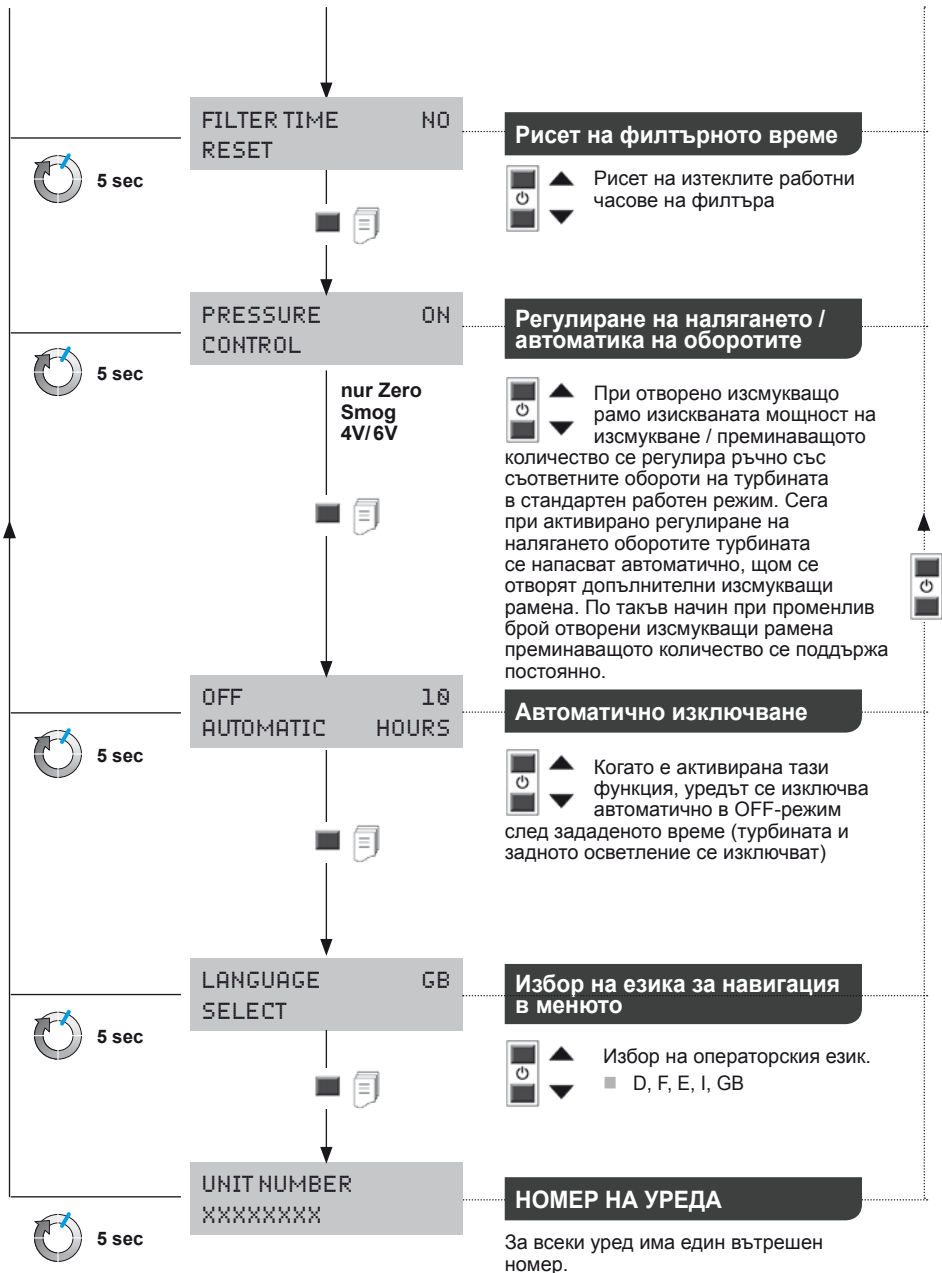 FILTER TIME NO
RESET
Рисет на филтърното време
5 sec
Рисет на изтеклите работни
часове на филтъра
PRESSURE ON
CONTROL
Регулиране на налягането /
автоматика на оборотите
5 sec
nur Zero
Smog
4V/6V
При отворено изсмукващо
рамо изискваната мощност на
изсмукване / преминаващото
количество се регулира ръчно със
съответните обороти на турбината
в стандартен работен режим. Сега
при активирано регулиране на
налягането оборотите турбината
се напасват автоматично, щом се
отворят допълнителни изсмукващи
рамена. По такъв начин при променлив
брой отворени изсмукващи рамена
преминаващото количество се поддържа
постоянно.
OFF 10
AUTOMATIC HOURS
Автоматично изключване
5 sec
Когато е активирана тази
функция, уредът се изключва
автоматично в OFF-режим
след зададеното време (турбината и
задното осветление се изключват)
LANGUAGE GB
SELECT
Избор на езика за навигация
в менюто
5 sec
Избор на операторския език.
D, F, E, I, GB
UNIT NUMBER
XXXXXXXX
НОМЕР НА УРЕДА
5 sec
За всеки уред има един вътрешен
номер.